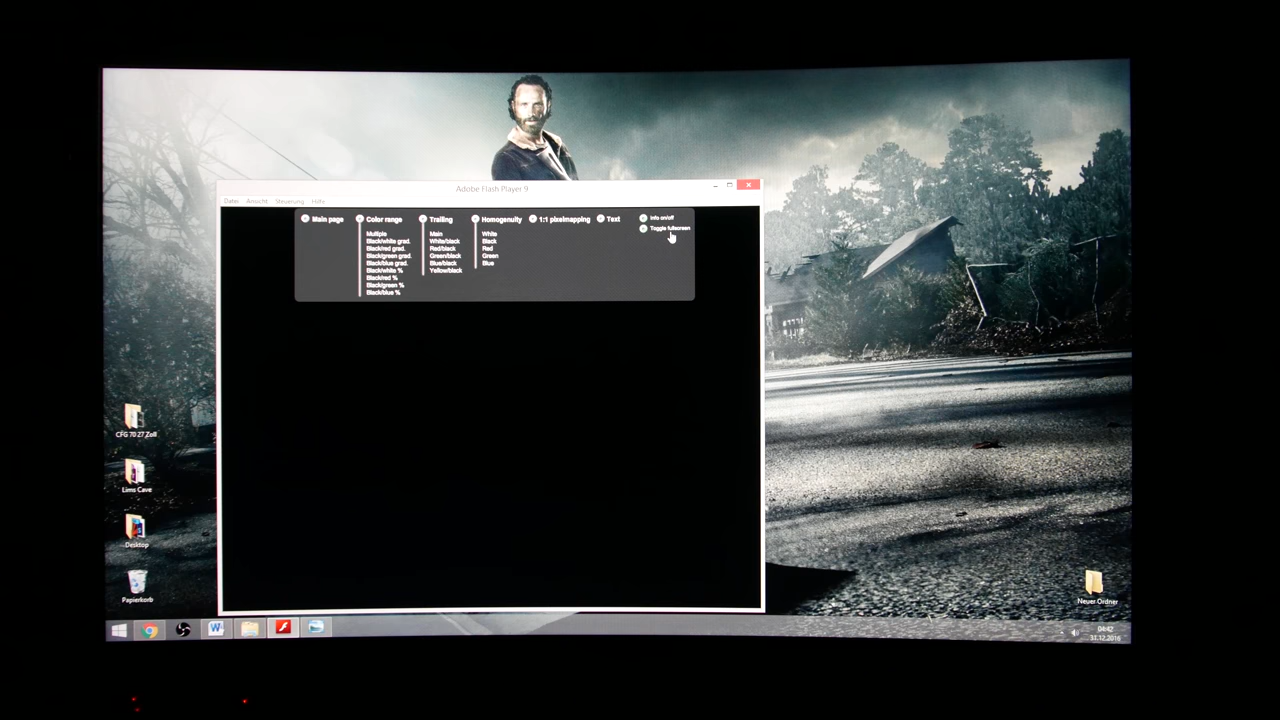 Adobe Flash Player 9
Datei Ansicht Steuerung Hilfe
Main page Color range Trailing Homogenuity 1:1 pixelmapping Text Info on/off
Toggle fullscreen
Multiple Main White
Black/white grad. White/black Black
Black/red grad. Red/black Red
Black/green grad. Green/black Green
Black/blue grad. Blue/black Blue
Black/white % Yellow/black
Black/red %
Black/green %
Black/blue %
CFG 70 27 Zoll
Lims Cave
Desktop
Papierkorb
Neuer Ordner
04:42
31.12.2016